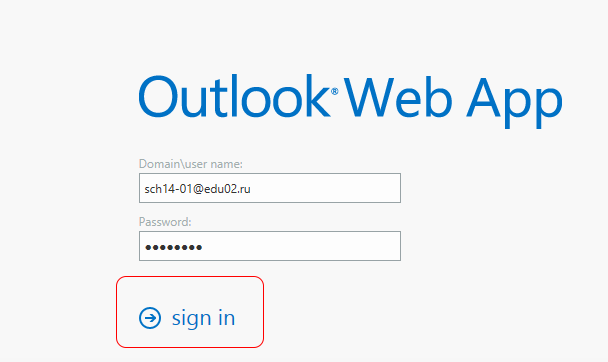 Outlook® Web App
Domain\user name:
sch14-01@edu02.ru
Password:
••••••••
sign in